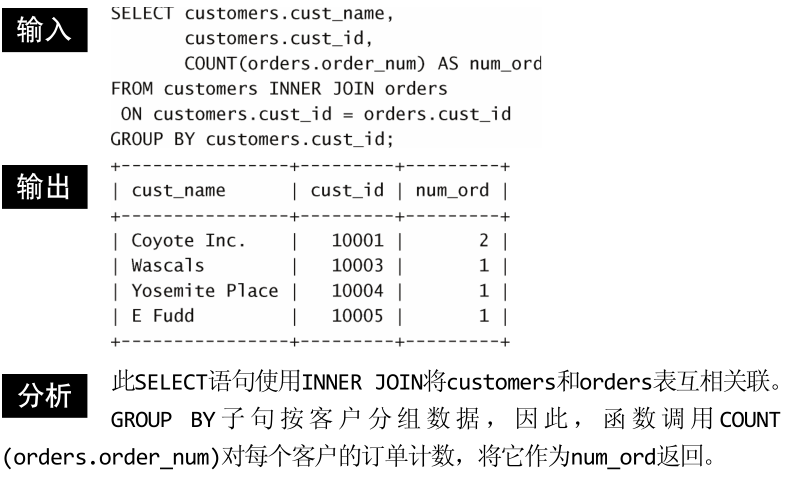 输入
SELECT customers.cust_name,
customers.cust_id,
COUNT(orders.order_num) AS num_ord
FROM customers INNER JOIN orders
ON customers.cust_id = orders.cust_id
GROUP BY customers.cust_id;
输出
+----------------+---------+---------+
| cust_name | cust_id | num_ord |
+----------------+---------+---------+
| Coyote Inc. | 10001 | 2 |
| Wascals | 10003 | 1 |
| Yosemite Place | 10004 | 1 |
| E Fudd | 10005 | 1 |
+----------------+---------+---------+
分析
此SELECT语句使用INNER JOIN将customers和orders表互相关联。
GROUP BY子句按客户分组数据，因此，函数调用COUNT
(orders.order_num)对每个客户的订单计数，将它作为num_ord返回。